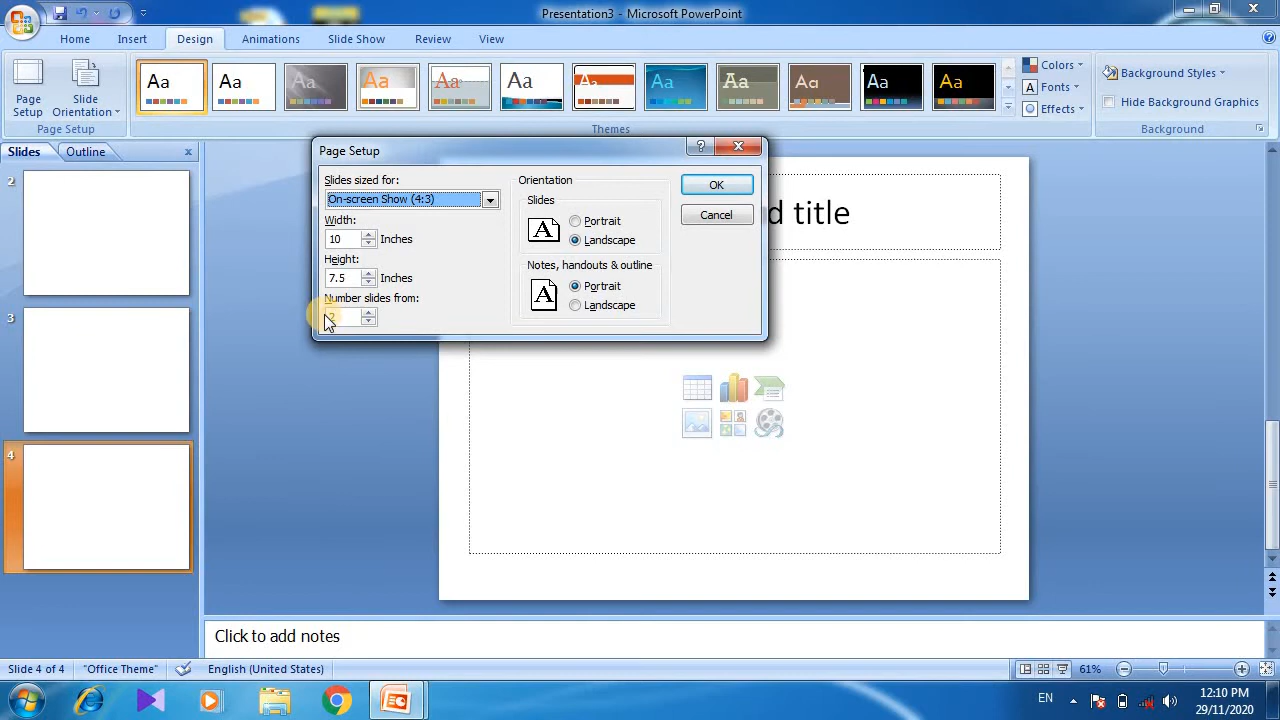 Presentation3 - Microsoft PowerPoint
Home
Insert
Design
Animations
Slide Show
Review
View
Page
Setup
Slide
Orientation
Page Setup
Aa
Aa
Aa
Aa
Aa
Aa
Aa
Aa
Aa
Aa
Aa
Aa
Themes
Colors
Fonts
Effects
Background Styles
Hide Background Graphics
Background
Slides
Outline
2
3
4
Page Setup
Slides sized for:
On-screen Show (4:3)
Width:
10
Inches
Height:
7.5
Inches
Number slides from:
Orientation
Slides
A
Portrait
Landscape
Notes, handouts & outline
A
Portrait
Landscape
OK
Cancel
d title
Click to add notes
Slide 4 of 4
"Office Theme"
English (United States)
61%
EN
12:10 PM
29/11/2020